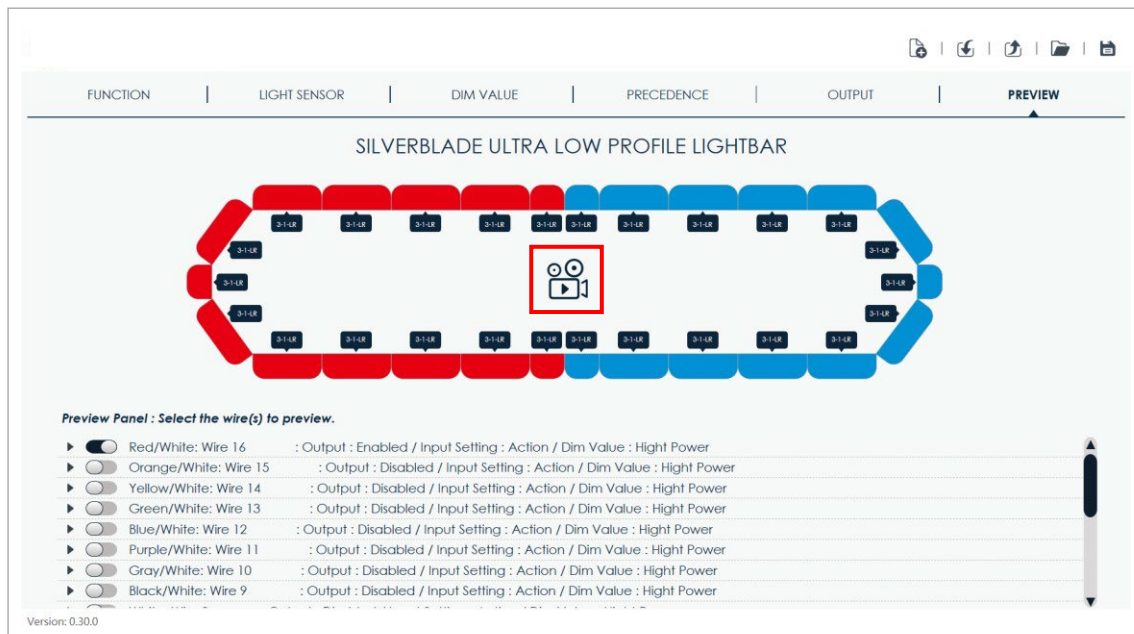 FUNCTION | LIGHT SENSOR | DIM VALUE | PRECEDENCE | OUTPUT | PREVIEW
SILVERBLADE ULTRA LOW PROFILE LIGHTBAR
3-1-LR 3-1-LR 3-1-LR 3-1-LR 3-1-LR 3-1-LR 3-1-LR 3-1-LR 3-1-LR 3-1-LR
3-1-LR 3-1-LR
3-1-LR 3-1-LR
3-1-LR 3-1-LR
3-1-LR 3-1-LR 3-1-LR 3-1-LR 3-1-LR 3-1-LR 3-1-LR 3-1-LR 3-1-LR 3-1-LR
Preview Panel : Select the wire(s) to preview.
Red/White: Wire 16 : Output : Enabled / Input Setting : Action / Dim Value : Hight Power
Orange/White: Wire 15 : Output : Disabled / Input Setting : Action / Dim Value : Hight Power
Yellow/White: Wire 14 : Output : Disabled / Input Setting : Action / Dim Value : Hight Power
Green/White: Wire 13 : Output : Disabled / Input Setting : Action / Dim Value : Hight Power
Blue/White: Wire 12 : Output : Disabled / Input Setting : Action / Dim Value : Hight Power
Purple/White: Wire 11 : Output : Disabled / Input Setting : Action / Dim Value : Hight Power
Gray/White: Wire 10 : Output : Disabled / Input Setting : Action / Dim Value : Hight Power
Black/White: Wire 9 : Output : Disabled / Input Setting : Action / Dim Value : Hight Power
Version: 0.30.0